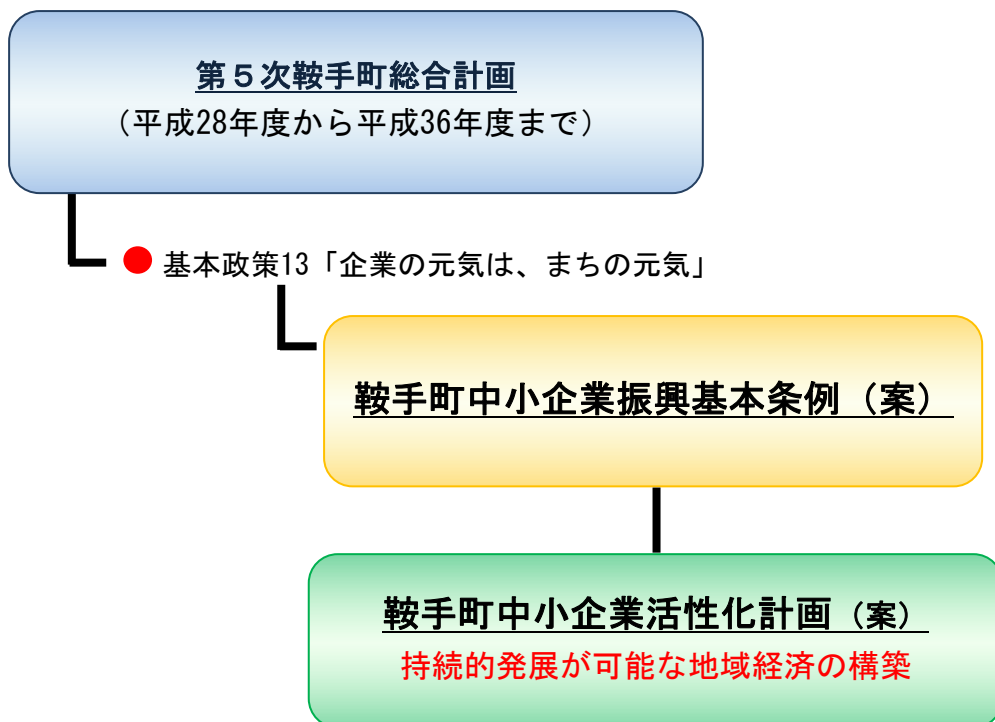 第５次鞍手町総合計画
（平成28年度から平成36年度まで）
基本政策13「企業の元気は、まちの元気」
鞍手町中小企業振興基本条例（案）
鞍手町中小企業活性化計画（案）
持続的発展が可能な地域経済の構築